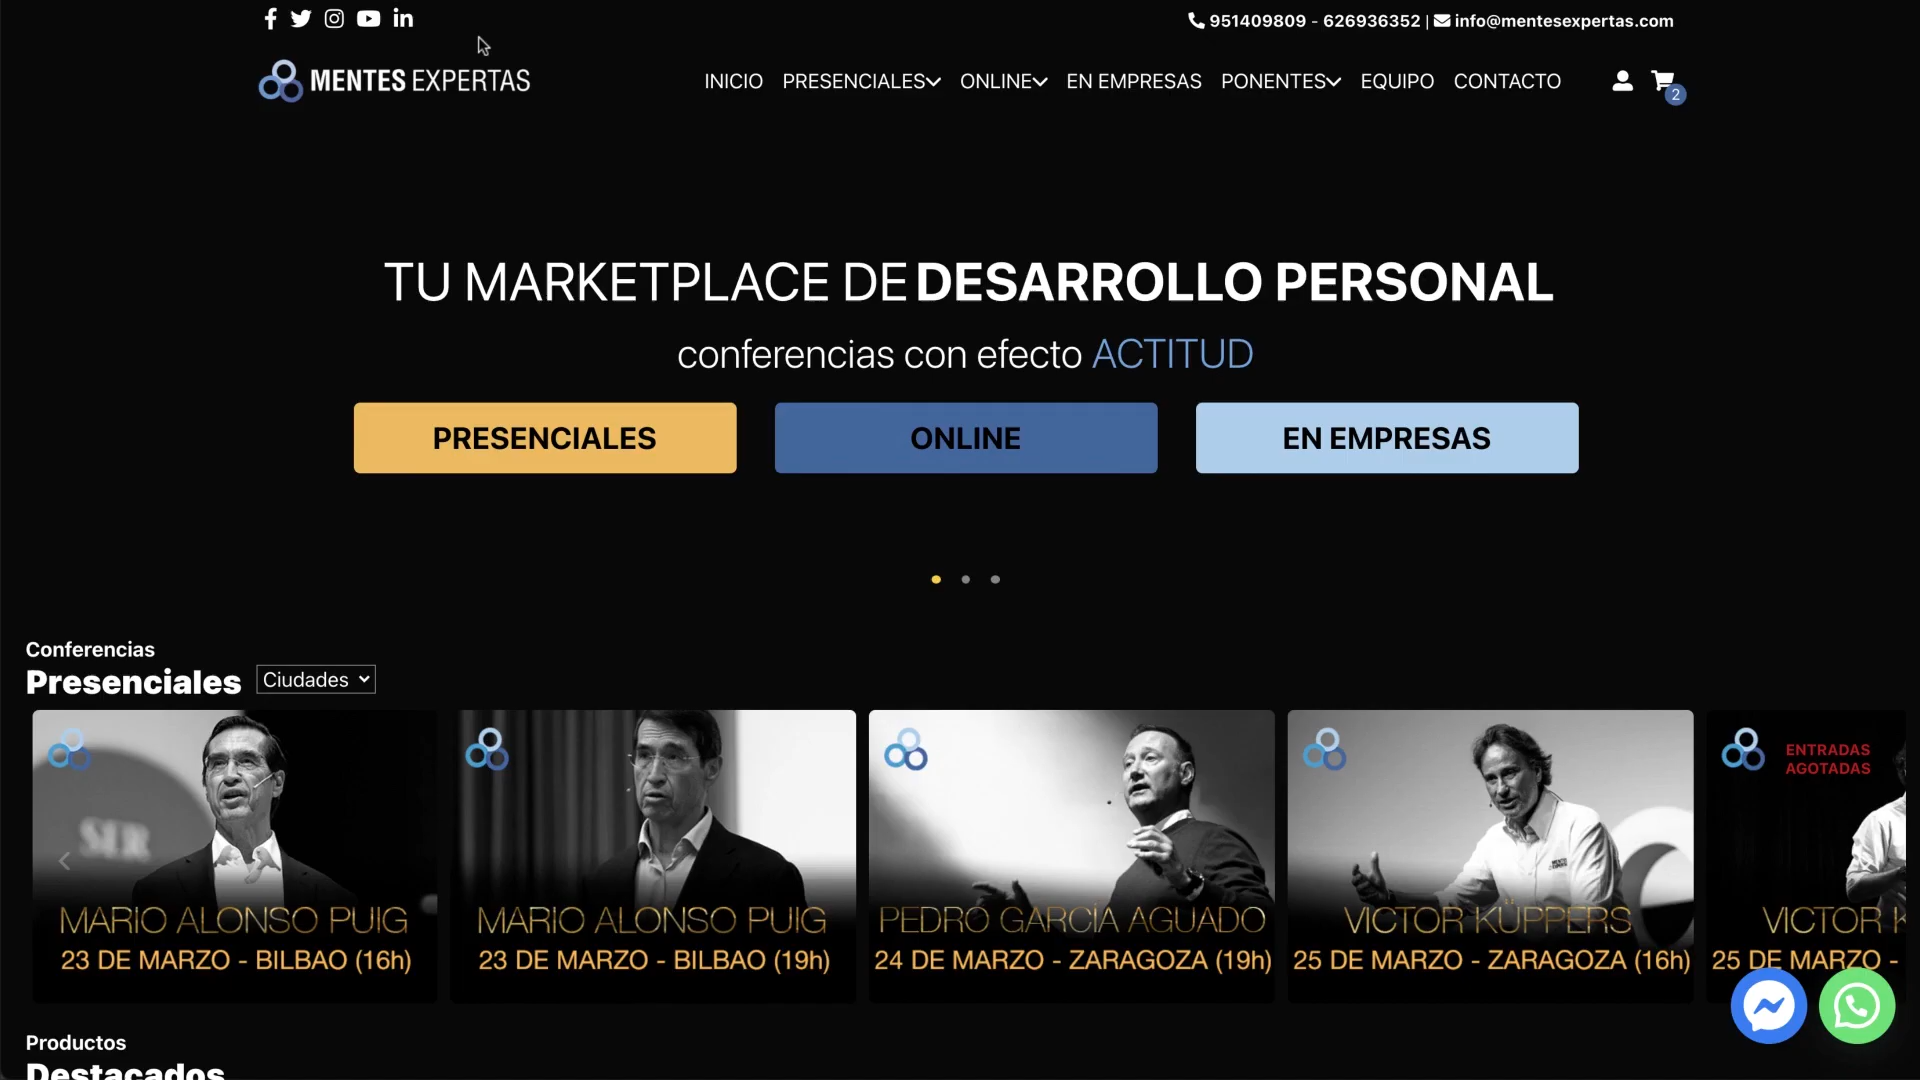 951409809 - 626936352 | info@mentesexpertas.com
MENTES EXPERTAS
INICIO PRESENCIALES ONLINE EN EMPRESAS PONENTES EQUIPO CONTACTO
2
TU MARKETPLACE DE DESARROLLO PERSONAL
conferencias con efecto ACTITUD
PRESENCIALES
ONLINE
EN EMPRESAS
Conferencias
Presenciales
Ciudades
SER
MARIO ALONSO PUIG
23 DE MARZO - BILBAO (16h)
MARIO ALONSO PUIG
23 DE MARZO - BILBAO (19h)
PEDRO GARCÍA AGUADO
24 DE MARZO - ZARAGOZA (19h)
VICTOR KÜPPERS
25 DE MARZO - ZARAGOZA (16h)
ENTRADAS
AGOTADAS
VICTOR
25 DE MARZO -
Productos
Destacados